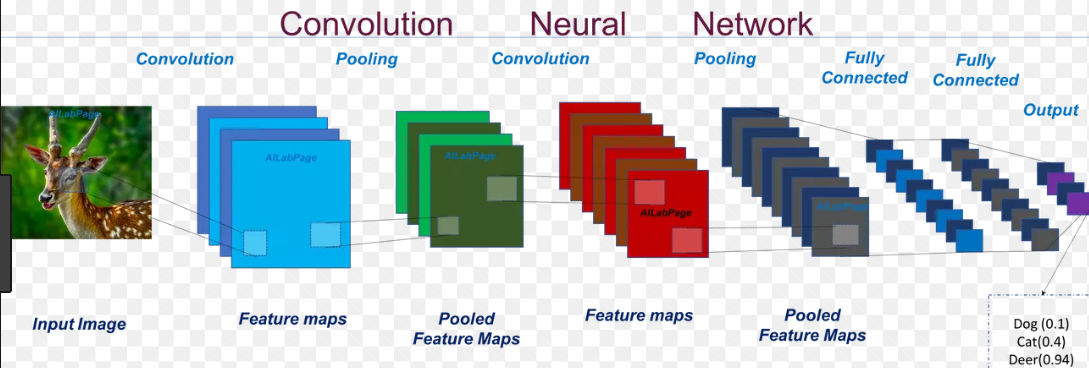 Convolution Neural Network
Convolution
Pooling
Convolution
Pooling
Fully
Connected
Fully
Connected
Output
AILabPage
AILabPage
AILabPage
AILabPage
AILabPage
Input Image
Feature maps
Pooled
Feature Maps
Feature maps
Pooled
Feature Maps
Dog (0.1)
Cat(0.4)
Deer(0.94)